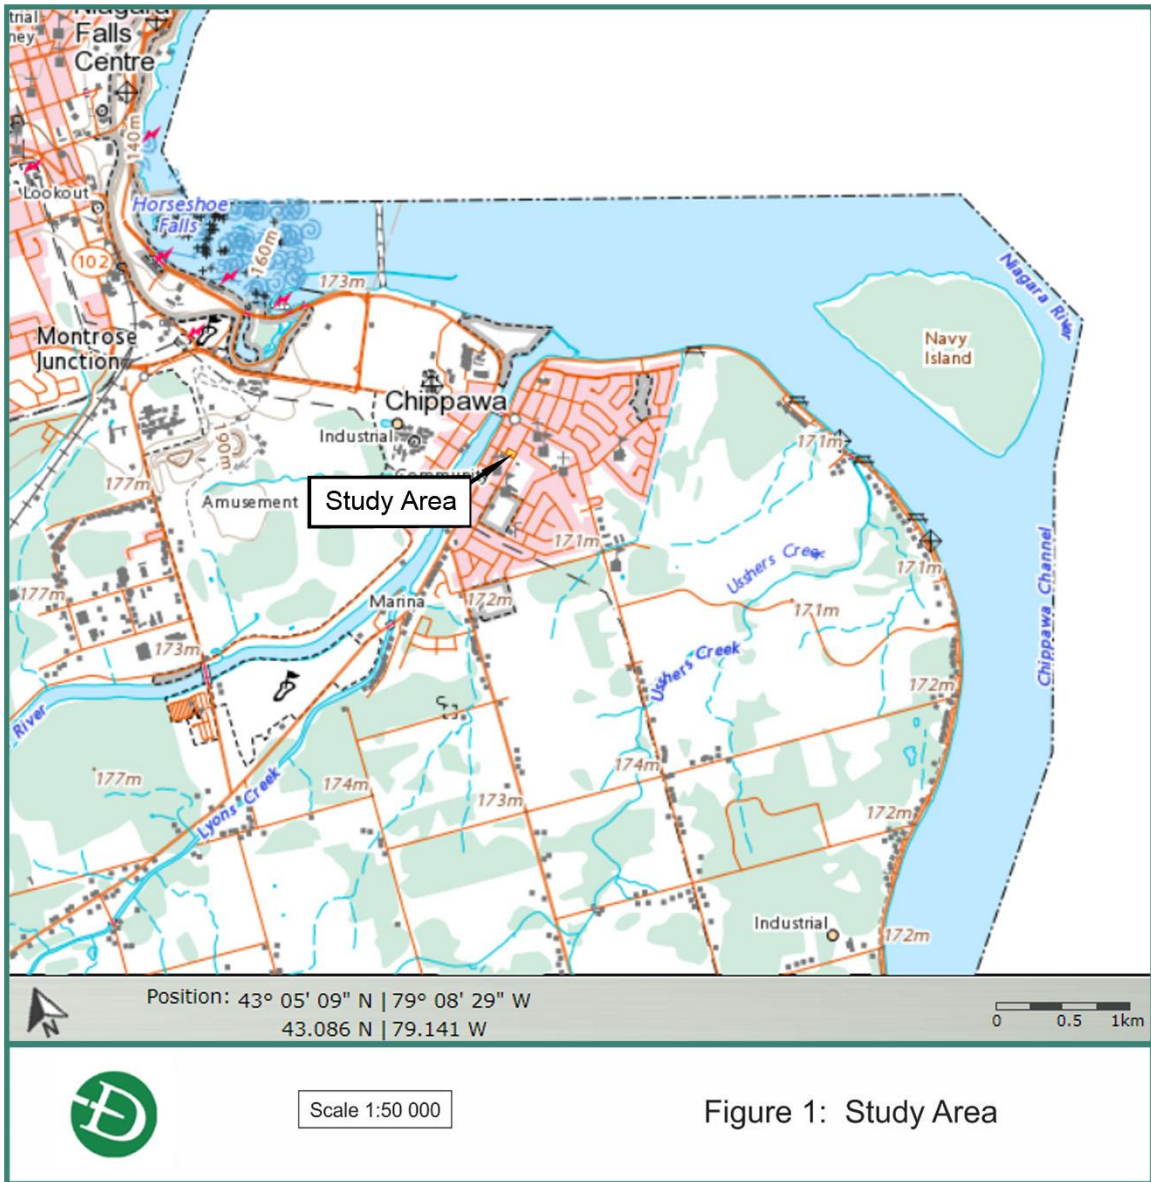 Niagara
Falls
Centre
140m
Lookout
Horseshoe
Falls
160m
102
173m
Niagara River
Montrose
Junction
Navy
Island
Chippawa
Industrial
190m
171m
177m
Amusement
Community
Study Area
171m
Usshers Creek
171m
Chippawa Channel
177m
Marina
172m
171m
173m
Usshers Creek
172m
River
177m
174m
174m
173m
Lyons Creek
172m
Industrial
172m
N
Position: 43° 05' 09" N | 79° 08' 29" W
43.086 N | 79.141 W
0 0.5 1km
Scale 1:50 000
Figure 1: Study Area